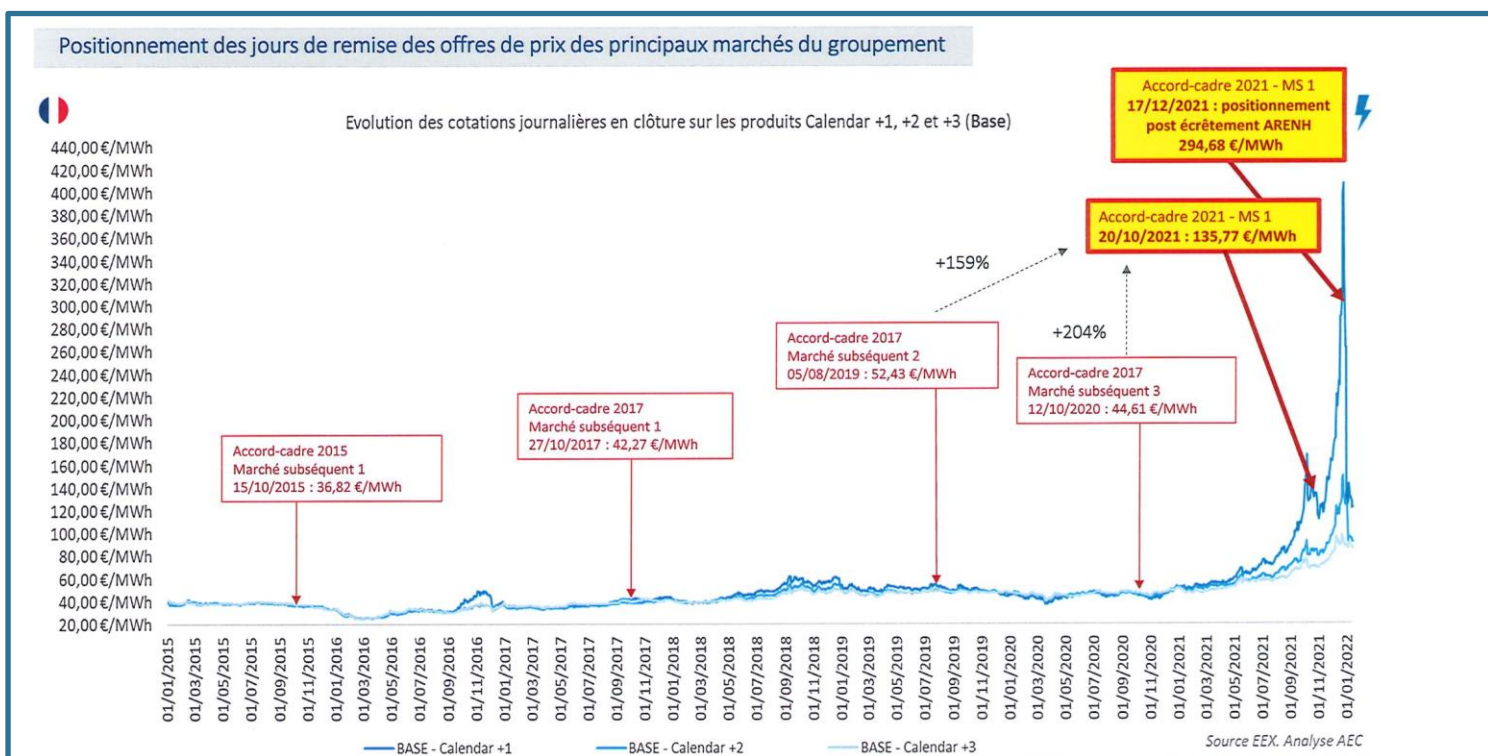 Positionnement des jours de remise des offres de prix des principaux marchés du groupement
Evolution des cotations journalières en clôture sur les produits Calendar +1, +2 et +3 (Base)
Accord-cadre 2021 - MS 1
17/12/2021 : positionnement
post écrêtement ARENH
294,68 €/MWh
Accord-cadre 2021 - MS 1
20/10/2021 : 135,77 €/MWh
+159%
+204%
Accord-cadre 2017
Marché subséquent 2
05/08/2019 : 52,43 €/MWh
Accord-cadre 2017
Marché subséquent 3
12/10/2020 : 44,61 €/MWh
Accord-cadre 2017
Marché subséquent 1
27/10/2017 : 42,27 €/MWh
Accord-cadre 2015
Marché subséquent 1
15/10/2015 : 36,82 €/MWh
440,00 €/MWh
420,00 €/MWh
400,00 €/MWh
380,00 €/MWh
360,00 €/MWh
340,00 €/MWh
320,00 €/MWh
300,00 €/MWh
280,00 €/MWh
260,00 €/MWh
240,00 €/MWh
220,00 €/MWh
200,00 €/MWh
180,00 €/MWh
160,00 €/MWh
140,00 €/MWh
120,00 €/MWh
100,00 €/MWh
80,00 €/MWh
60,00 €/MWh
40,00 €/MWh
20,00 €/MWh
01/01/2015
01/03/2015
01/05/2015
01/07/2015
01/09/2015
01/11/2015
01/01/2016
01/03/2016
01/05/2016
01/07/2016
01/09/2016
01/11/2016
01/01/2017
01/03/2017
01/05/2017
01/07/2017
01/09/2017
01/11/2017
01/01/2018
01/03/2018
01/05/2018
01/07/2018
01/09/2018
01/11/2018
01/01/2019
01/03/2019
01/05/2019
01/07/2019
01/09/2019
01/11/2019
01/01/2020
01/03/2020
01/05/2020
01/07/2020
01/09/2020
01/11/2020
01/01/2021
01/03/2021
01/05/2021
01/07/2021
01/09/2021
01/11/2021
01/01/2022
BASE - Calendar +1
BASE - Calendar +2
BASE - Calendar +3
Source EEX. Analyse AEC